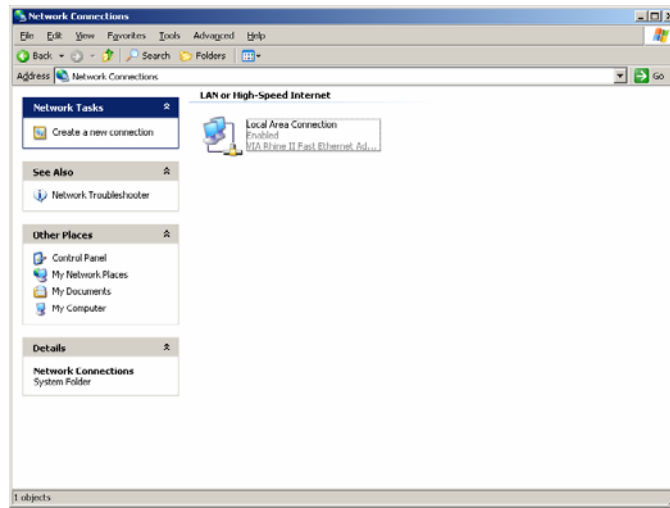 Network Connections
File Edit View Favorites Tools Advanced Help
Back Search Folders
Address Network Connections Go
Network Tasks
Create a new connection
See Also
Network Troubleshooter
Other Places
Control Panel
My Network Places
My Documents
My Computer
Details
Network Connections
System Folder
LAN or High-Speed Internet
Local Area Connection
Enabled
VIA Rhine II Fast Ethernet Ad...
1 objects